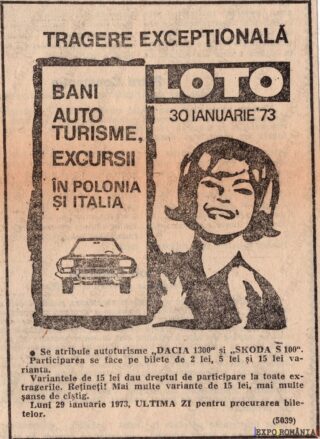 TRAGERE EXCEPȚIONALĂ
LOTO
30 IANUARIE '73
BANI
AUTO
TURISME,
EXCURSII
ÎN POLONIA
ȘI ITALIA
● Se atribuie autoturisme „DACIA 1300" și „SKODA S 100".
Participarea se face pe bilete de 2 lei, 5 lei și 15 lei va-
rianta.
Variantele de 15 lei dau dreptul de participare la toate ex-
tragerile. Rețineți! Mai multe variante de 15 lei, mai multe
șanse de cîștig.
Luni 29 ianuarie 1973, ULTIMA ZI pentru procurarea bile-
telor.
(5039)
EXPO ROMÂNIA